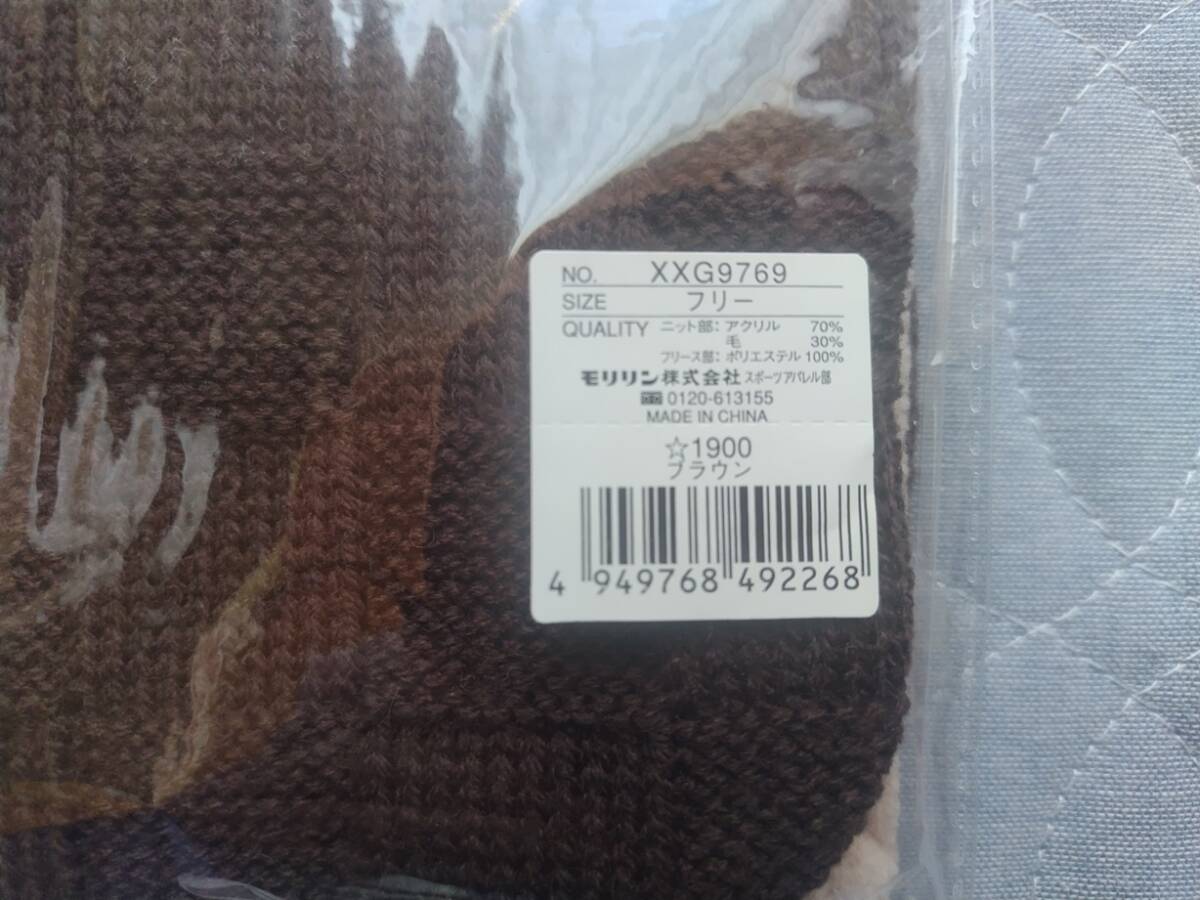 NO. XXG9769
SIZE フリー
QUALITY ニット部: アクリル 70%
毛 30%
フリース部: ポリエステル 100%
モリリン株式会社 スポーツアパレル部
0120-613155
MADE IN CHINA
☆1900
ブラウン
4 949768 492268